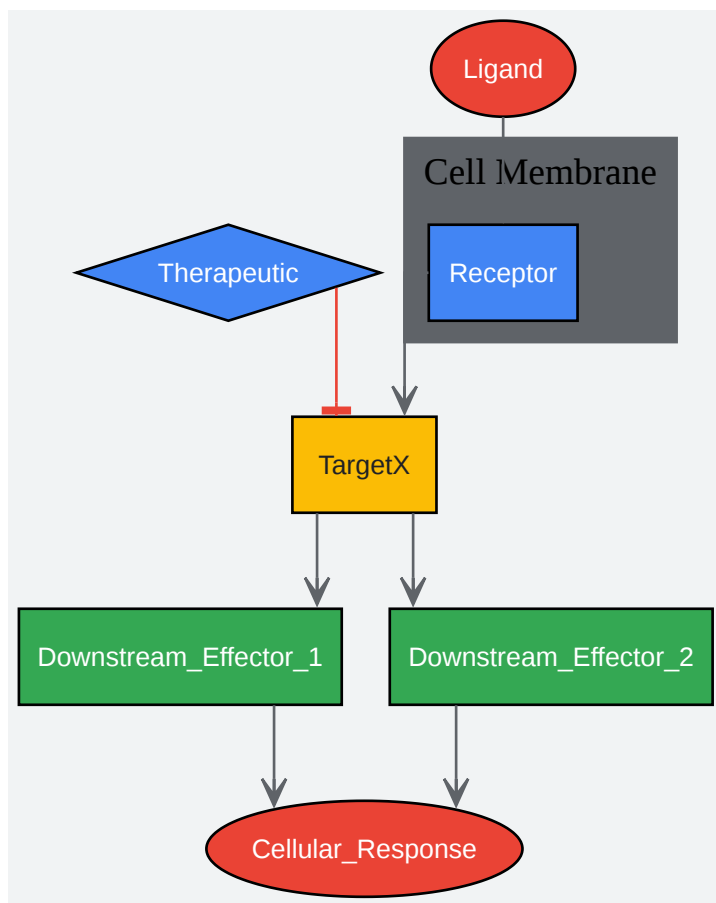 Ligand
Cell Membrane
Therapeutic
Receptor
TargetX
Downstream_Effector_1
Downstream_Effector_2
Cellular_Response